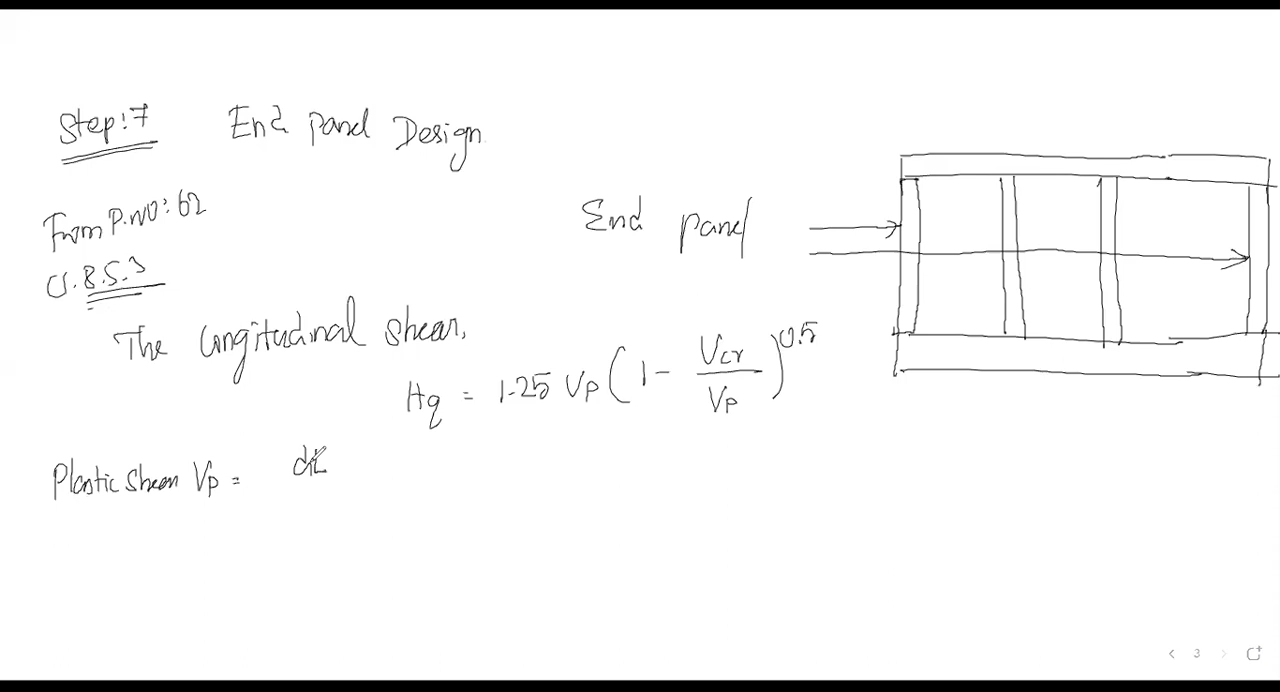 Step:7 End panel Design
From P.NO:62
Cl.8.5.3
End panel
The longitudinal shear,
Hq = 1.25 Vp (1 - Vcr/Vp)^0.5
Plastic shear Vp = dt
3